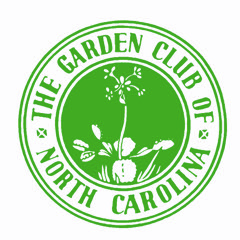 THE GARDEN CLUB OF
NORTH CAROLINA